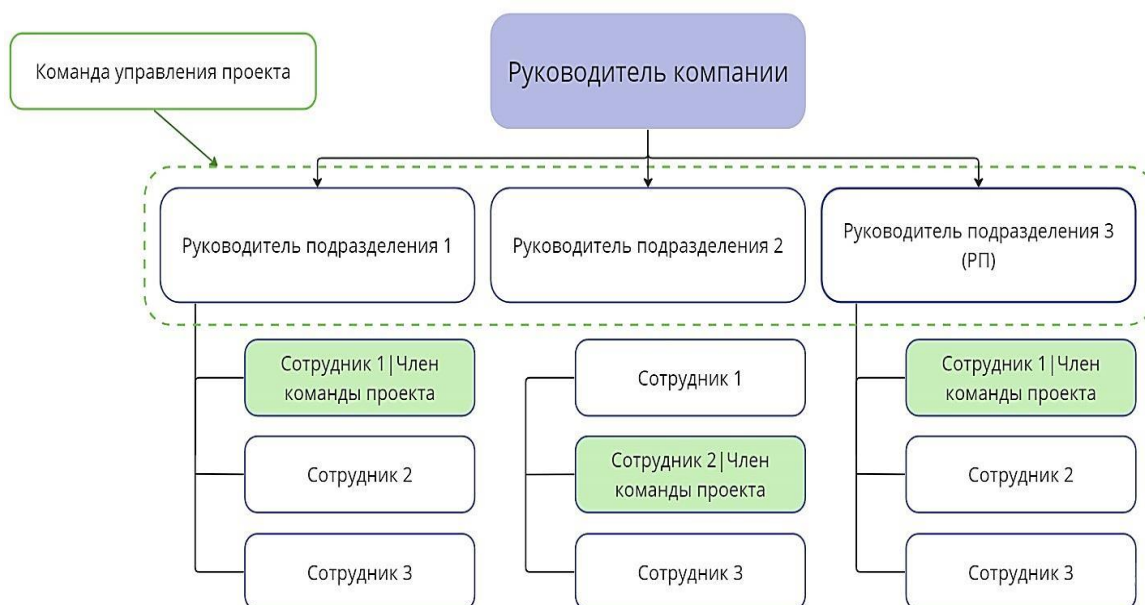 Команда управления проекта
Руководитель компании
Руководитель подразделения 1
Руководитель подразделения 2
Руководитель подразделения 3
(РП)
Сотрудник 1|Член
команды проекта
Сотрудник 2
Сотрудник 3
Сотрудник 1
Сотрудник 2|Член
команды проекта
Сотрудник 3
Сотрудник 1|Член
команды проекта
Сотрудник 2
Сотрудник 3